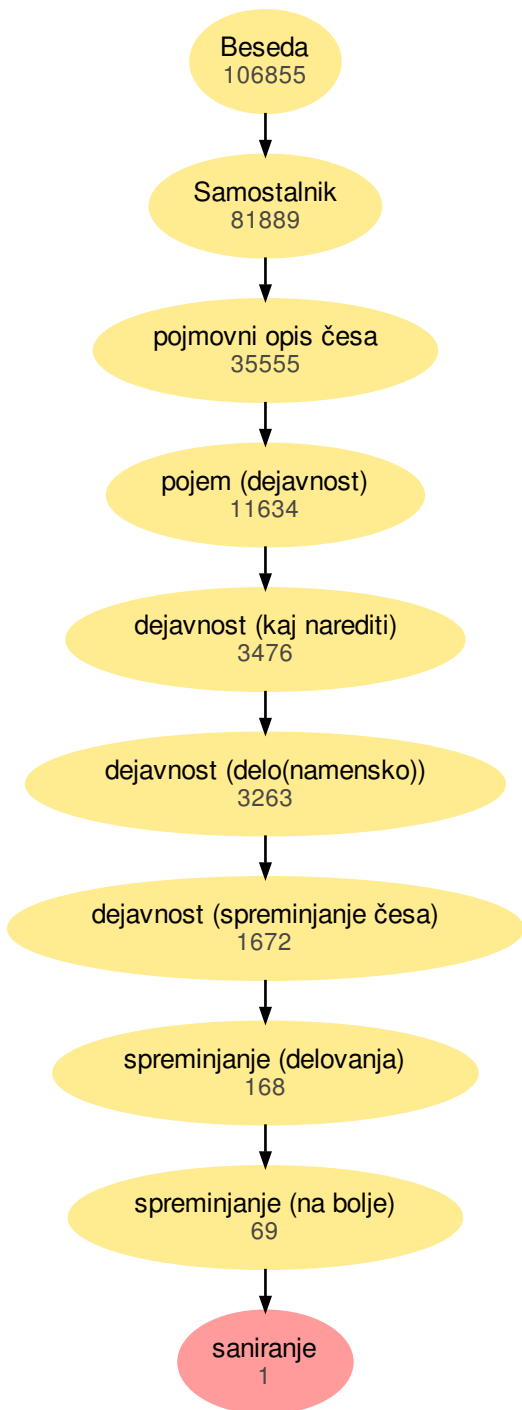 Beseda
106855
Samostalnik
81889
pojmovni opis česa
35555
pojem (dejavnost)
11634
dejavnost (kaj narediti)
3476
dejavnost (delo(namensko))
3263
dejavnost (spreminjanje česa)
1672
spreminjanje (delovanja)
168
spreminjanje (na bolje)
69
saniranje
1